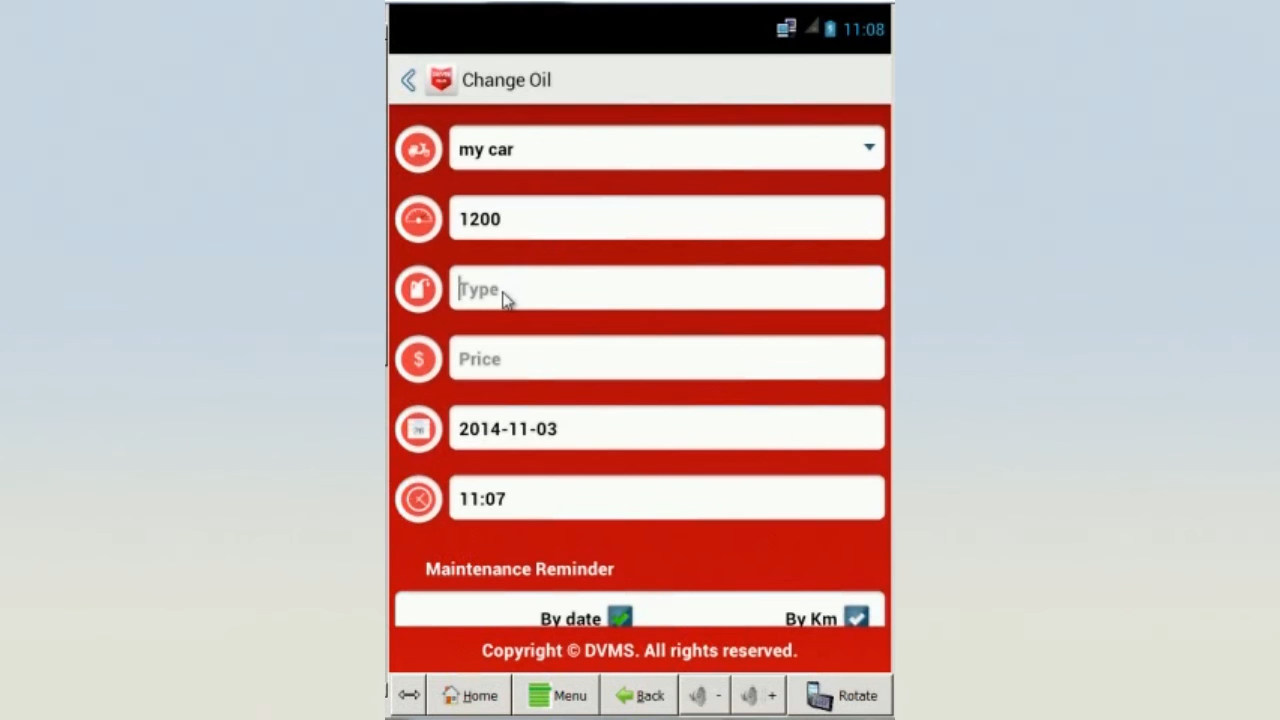 11:08
Change Oil
my car
1200
Type
Price
2014-11-03
11:07
Maintenance Reminder
By date By Km
Copyright © DVMS. All rights reserved.
Home Menu Back - + Rotate